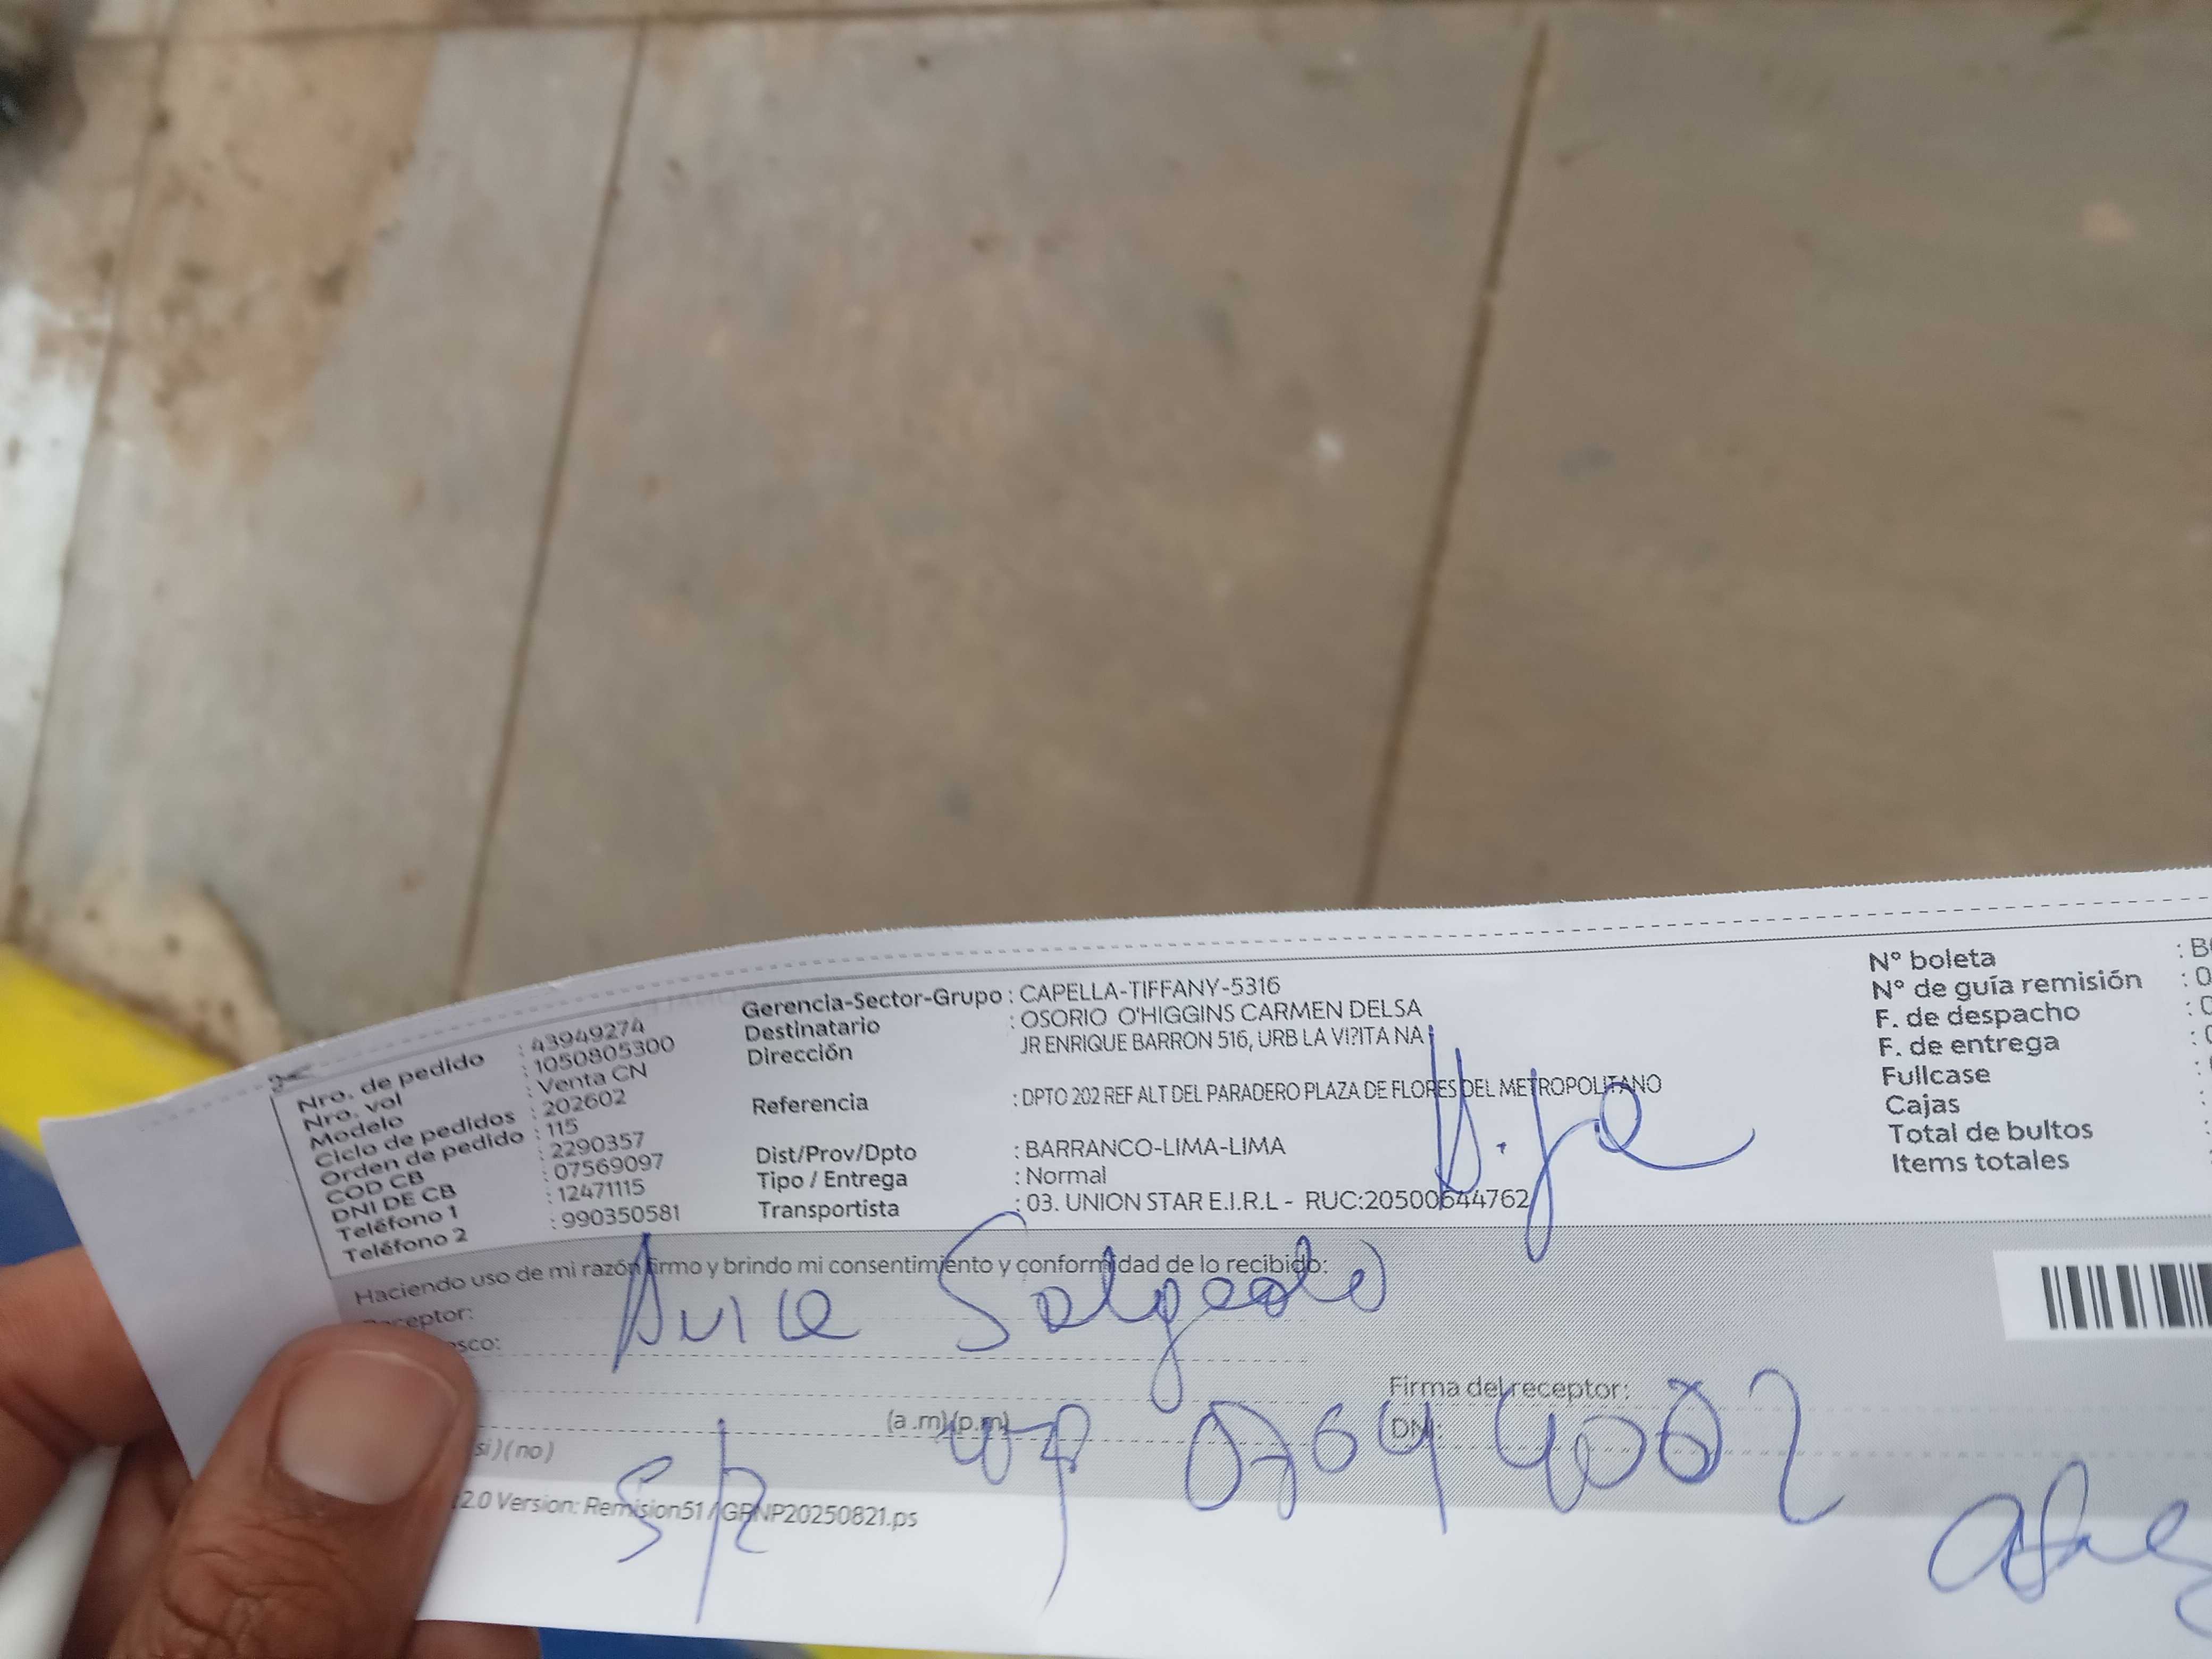 Nro. de pedido : 43949274
Nro. vol : 1050805300
Modelo : Venta CN
Ciclo de pedidos : 202602
Orden de pedido : 115
COD CB : 2290357
DNI DE CB : 07569097
Teléfono 1 : 12471115
Teléfono 2 : 990350581
Gerencia-Sector-Grupo : CAPELLA-TIFFANY-5316
Destinatario : OSORIO O'HIGGINS CARMEN DELSA
Dirección JR ENRIQUE BARRON 516, URB LA VI?ITA NA
Referencia : DPTO 202 REF ALT DEL PARADERO PLAZA DE FLORES DEL METROPOLITANO
Dist/Prov/Dpto : BARRANCO-LIMA-LIMA
Tipo / Entrega : Normal
Transportista : 03. UNION STAR E.I.R.L - RUC:20500644762
N° boleta : B
N° de guía remisión : 0
F. de despacho :
F. de entrega :
Fullcase :
Cajas :
Total de bultos :
Items totales :
Haciendo uso de mi razón firmo y brindo mi consentimiento y conformidad de lo recibido:
ceptor:
Salgado
sco:
Firma del receptor:
(a .m)(p.m)
DNI:
si ) ( no )
5/2
2.0 Version: Remision51 / GRNP20250821.ps